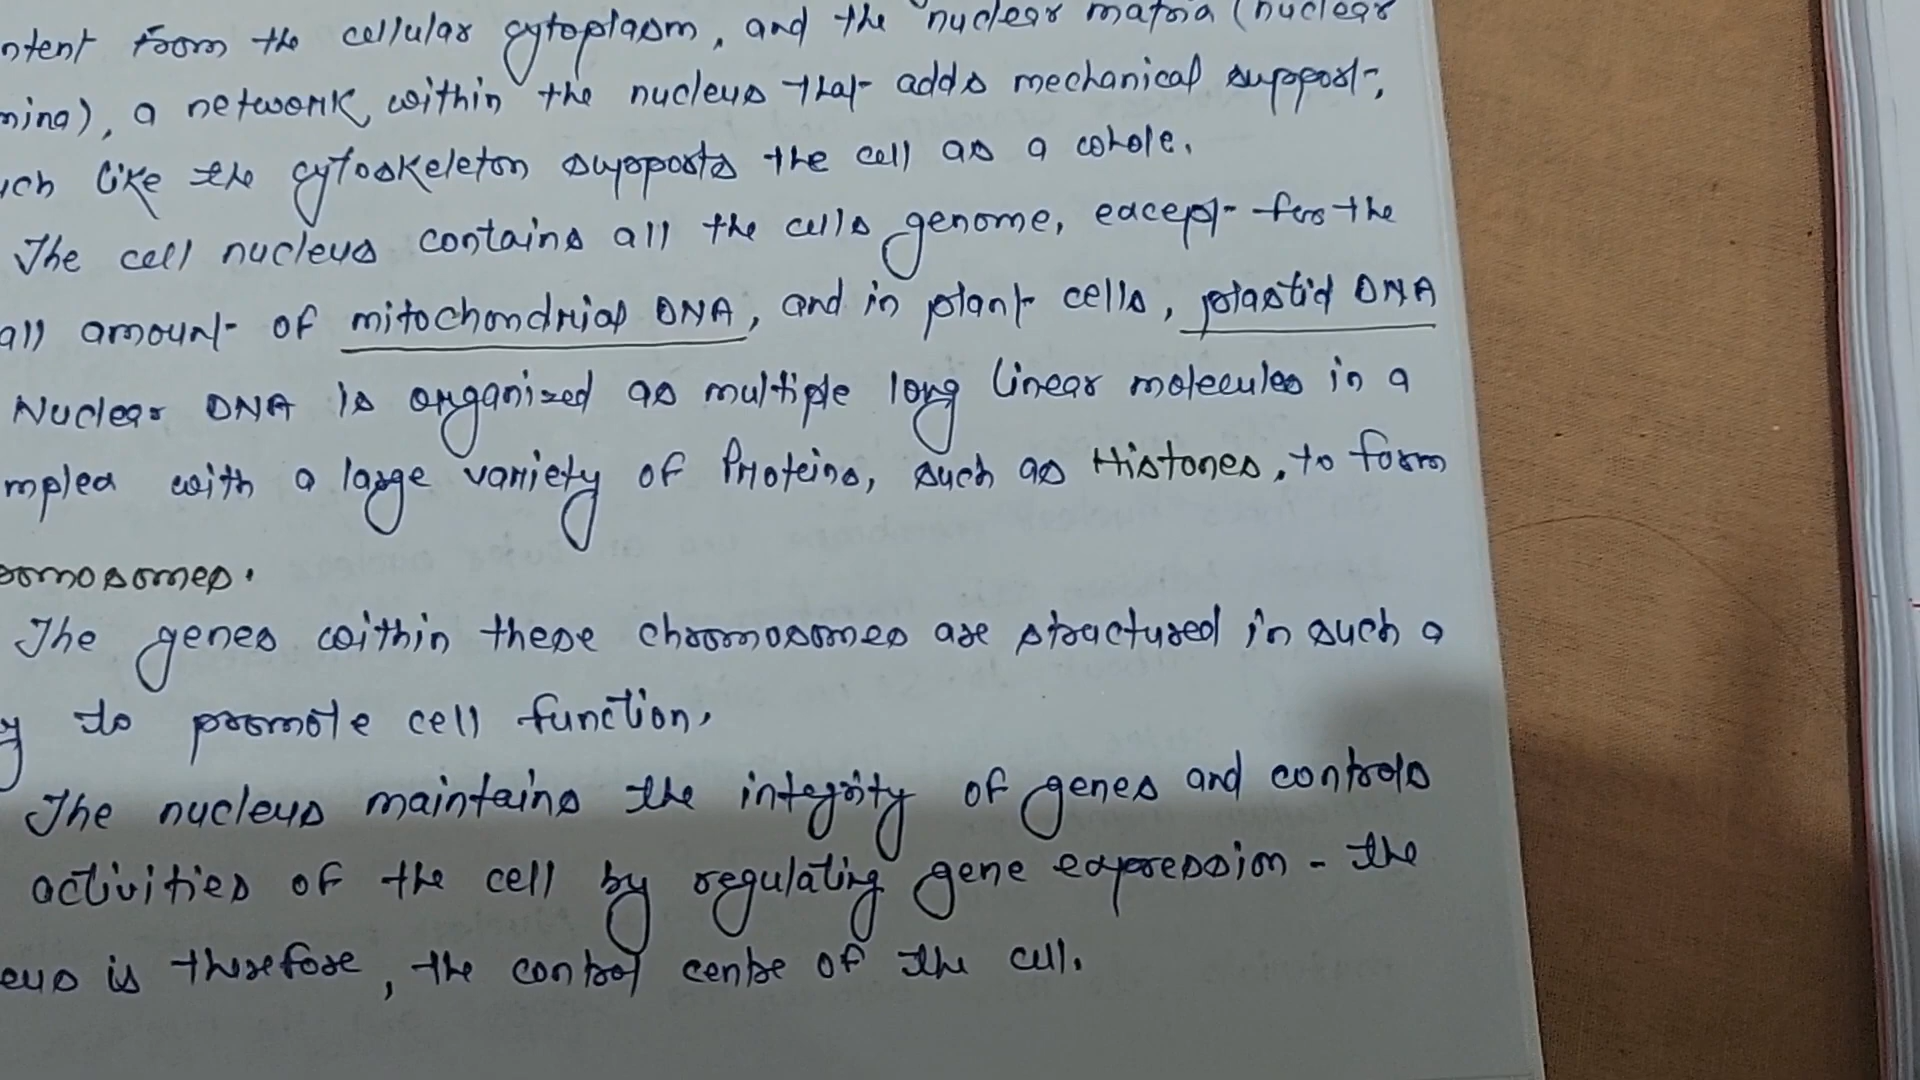 ntent from the cellular cytoplasm, and the nuclear matrix (nuclear
mina), a network within the nucleus that adds mechanical support,
uch like the cytoskeleton supports the cell as a whole.
The cell nucleus contains all the cells genome, except for the
all amount of mitochondrial DNA, and in plant cells, plastid DNA
Nuclear DNA is organized as multiple long linear molecules in a
mplex with a large variety of Proteins, such as Histones, to form
romosomes.
The genes within these chromosomes are structured in such a
y to promote cell function.
The nucleus maintains the integrity of genes and controls
activities of the cell by regulating gene expression - the
eus is therefore, the control centre of the cell.